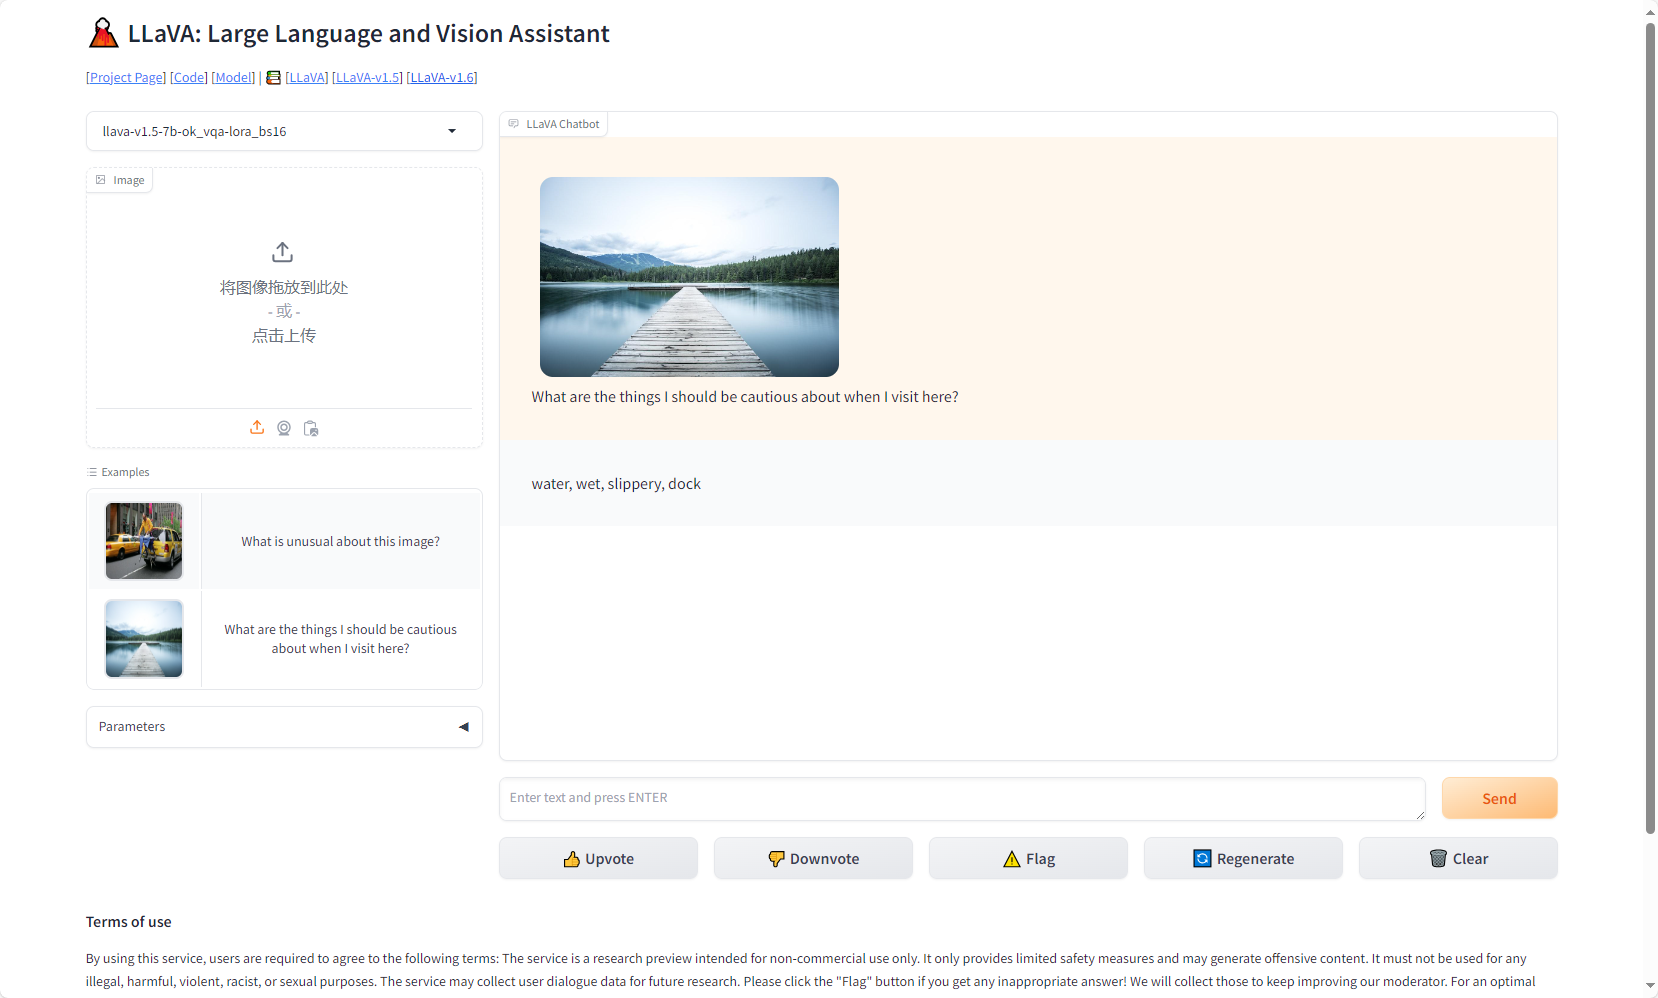 LLaVA: Large Language and Vision Assistant
[Project Page] [Code] [Model] | [LLaVA] [LLaVA-v1.5] [LLaVA-v1.6]
llava-v1.5-7b-ok_vqa-lora_bs16
Image
将图像拖放到此处
- 或 -
点击上传
Examples
What is unusual about this image?
What are the things I should be cautious
about when I visit here?
Parameters
LLaVA Chatbot
What are the things I should be cautious about when I visit here?
water, wet, slippery, dock
Enter text and press ENTER
Send
Upvote
Downvote
Flag
Regenerate
Clear
Terms of use
By using this service, users are required to agree to the following terms: The service is a research preview intended for non-commercial use only. It only provides limited safety measures and may generate offensive content. It must not be used for any
illegal, harmful, violent, racist, or sexual purposes. The service may collect user dialogue data for future research. Please click the "Flag" button if you get any inappropriate answer! We will collect those to keep improving our moderator. For an optimal